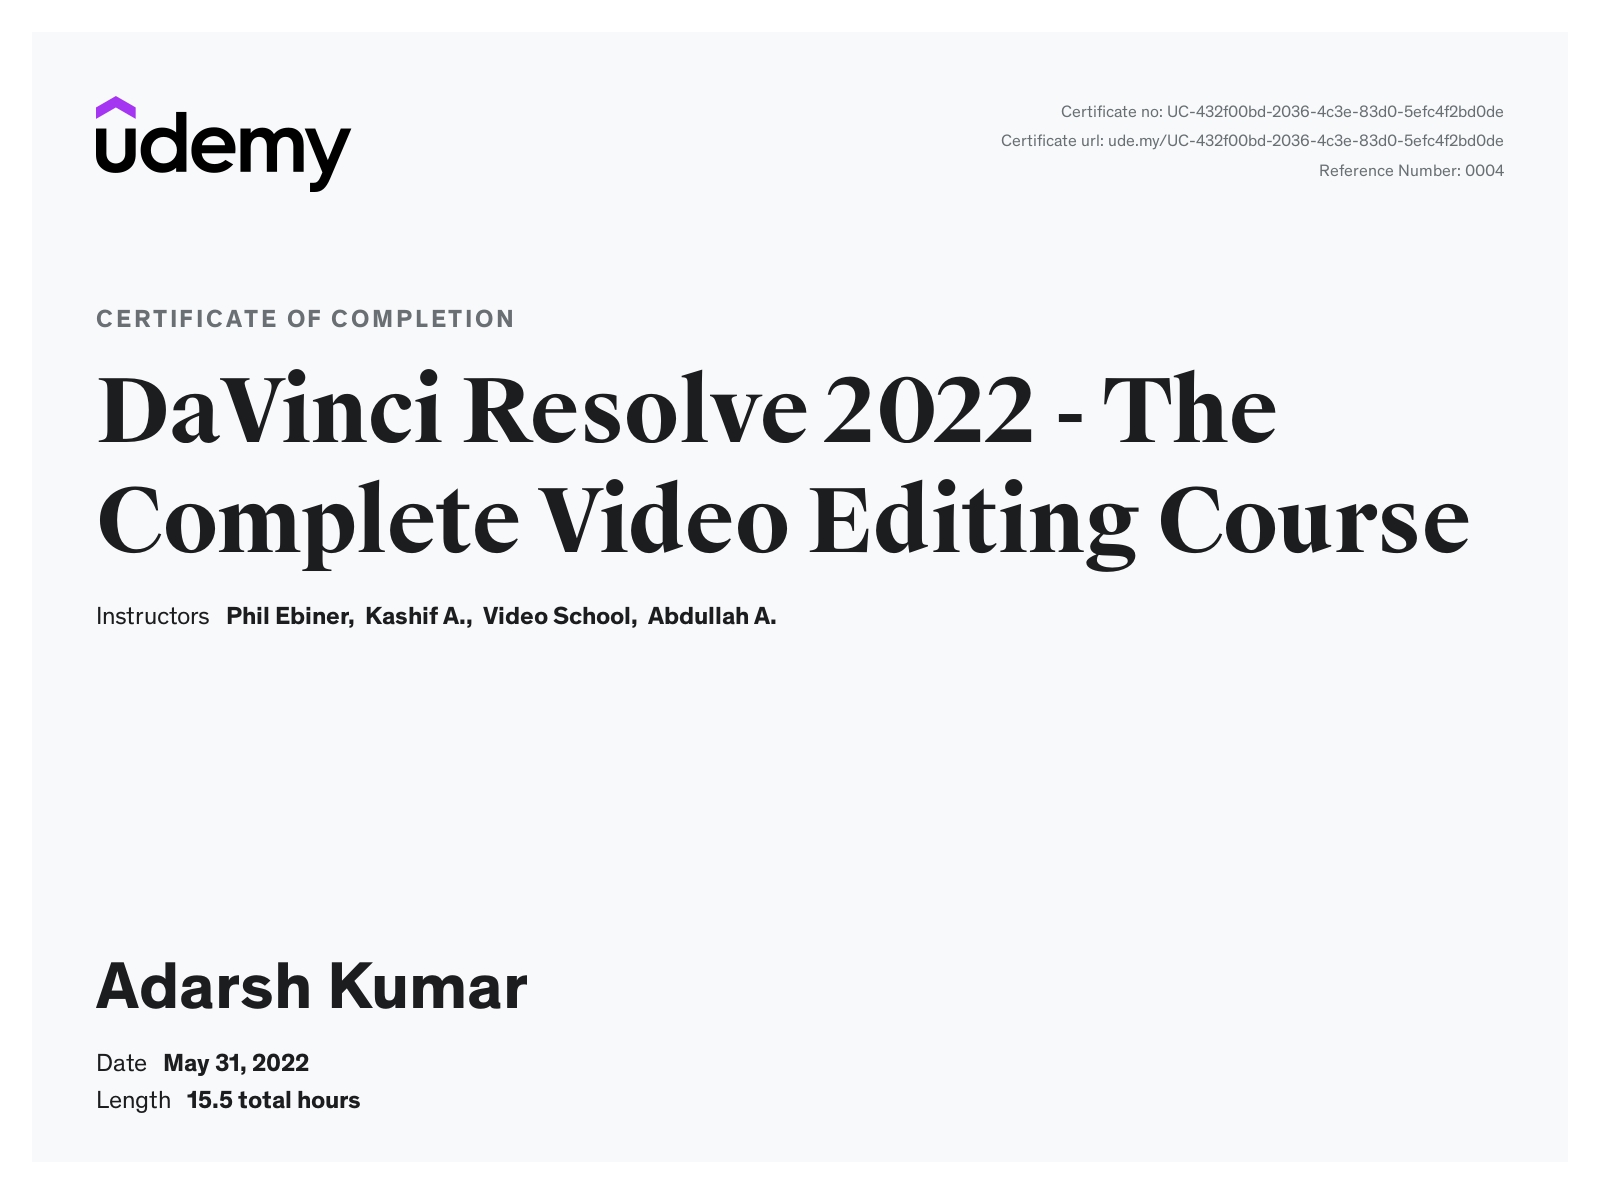 udemy
Certificate no: UC-432f00bd-2036-4c3e-83d0-5efc4f2bd0de
Certificate url: ude.my/UC-432f00bd-2036-4c3e-83d0-5efc4f2bd0de
Reference Number: 0004
CERTIFICATE OF COMPLETION
DaVinci Resolve 2022 - The
Complete Video Editing Course
Instructors Phil Ebiner, Kashif A., Video School, Abdullah A.
Adarsh Kumar
Date May 31, 2022
Length 15.5 total hours